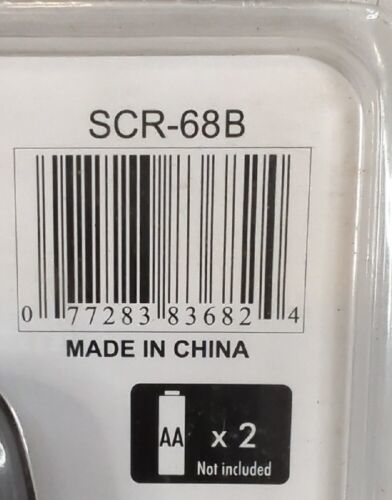 SCR-68B
0 77283 83682 4
MADE IN CHINA
AA x 2
Not included